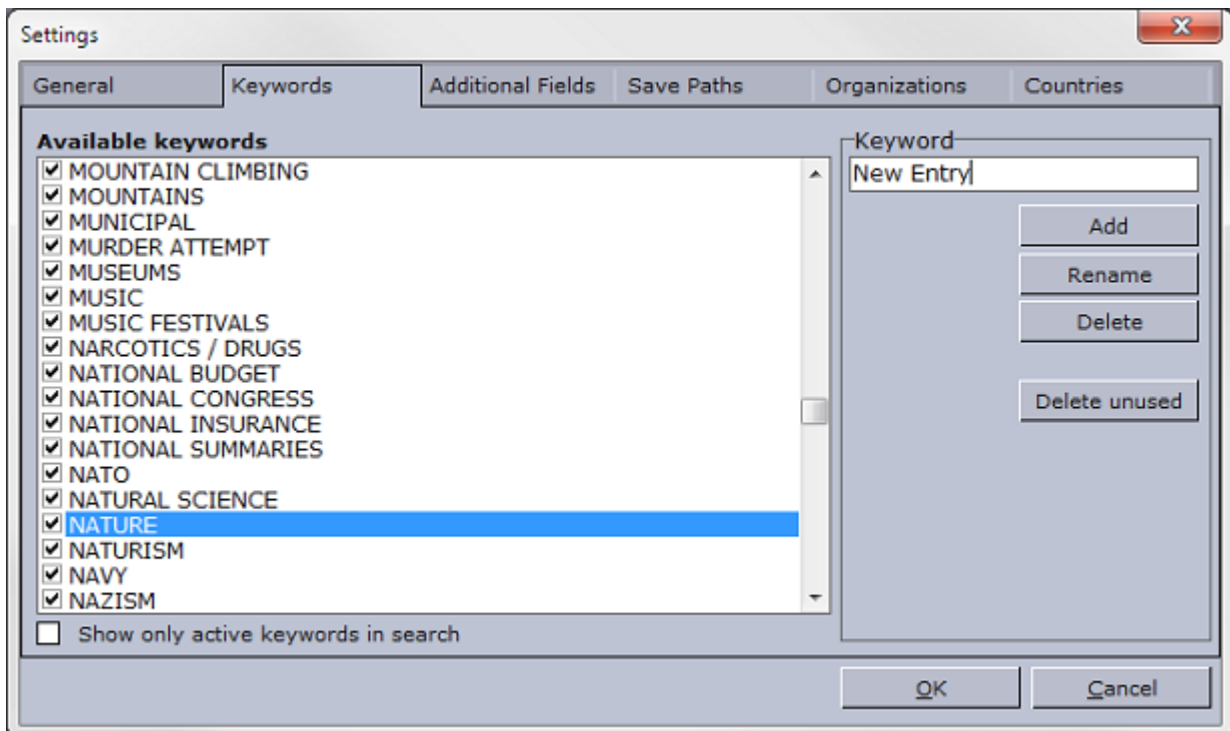 Settings
General Keywords Additional Fields Save Paths Organizations Countries
Available keywords
MOUNTAIN CLIMBING
MOUNTAINS
MUNICIPAL
MURDER ATTEMPT
MUSEUMS
MUSIC
MUSIC FESTIVALS
NARCOTICS / DRUGS
NATIONAL BUDGET
NATIONAL CONGRESS
NATIONAL INSURANCE
NATIONAL SUMMARIES
NATO
NATURAL SCIENCE
NATURE
NATURISM
NAVY
NAZISM
Show only active keywords in search
Keyword
New Entry
Add
Rename
Delete
Delete unused
OK Cancel